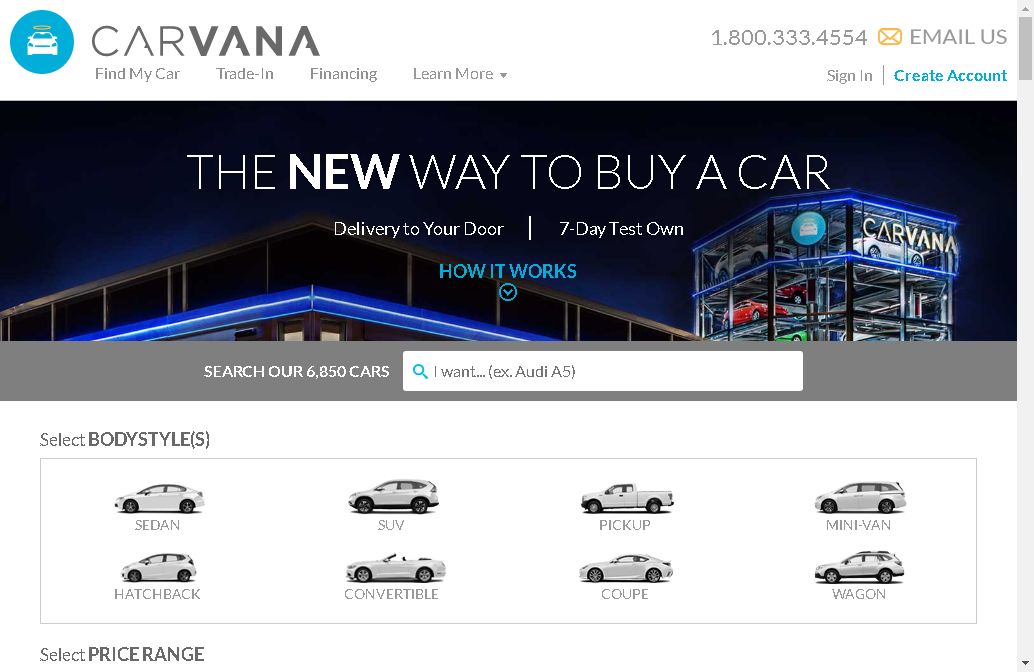 CARVANA
1.800.333.4554 EMAIL US
Find My Car Trade-In Financing Learn More
Sign In Create Account
THE NEW WAY TO BUY A CAR
Delivery to Your Door 7-Day Test Own
CARVANA
HOW IT WORKS
SEARCH OUR 6,850 CARS I want... (ex. Audi A5)
Select BODYSTYLE(S)
SEDAN SUV PICKUP MINI-VAN
HATCHBACK CONVERTIBLE COUPE WAGON
Select PRICE RANGE